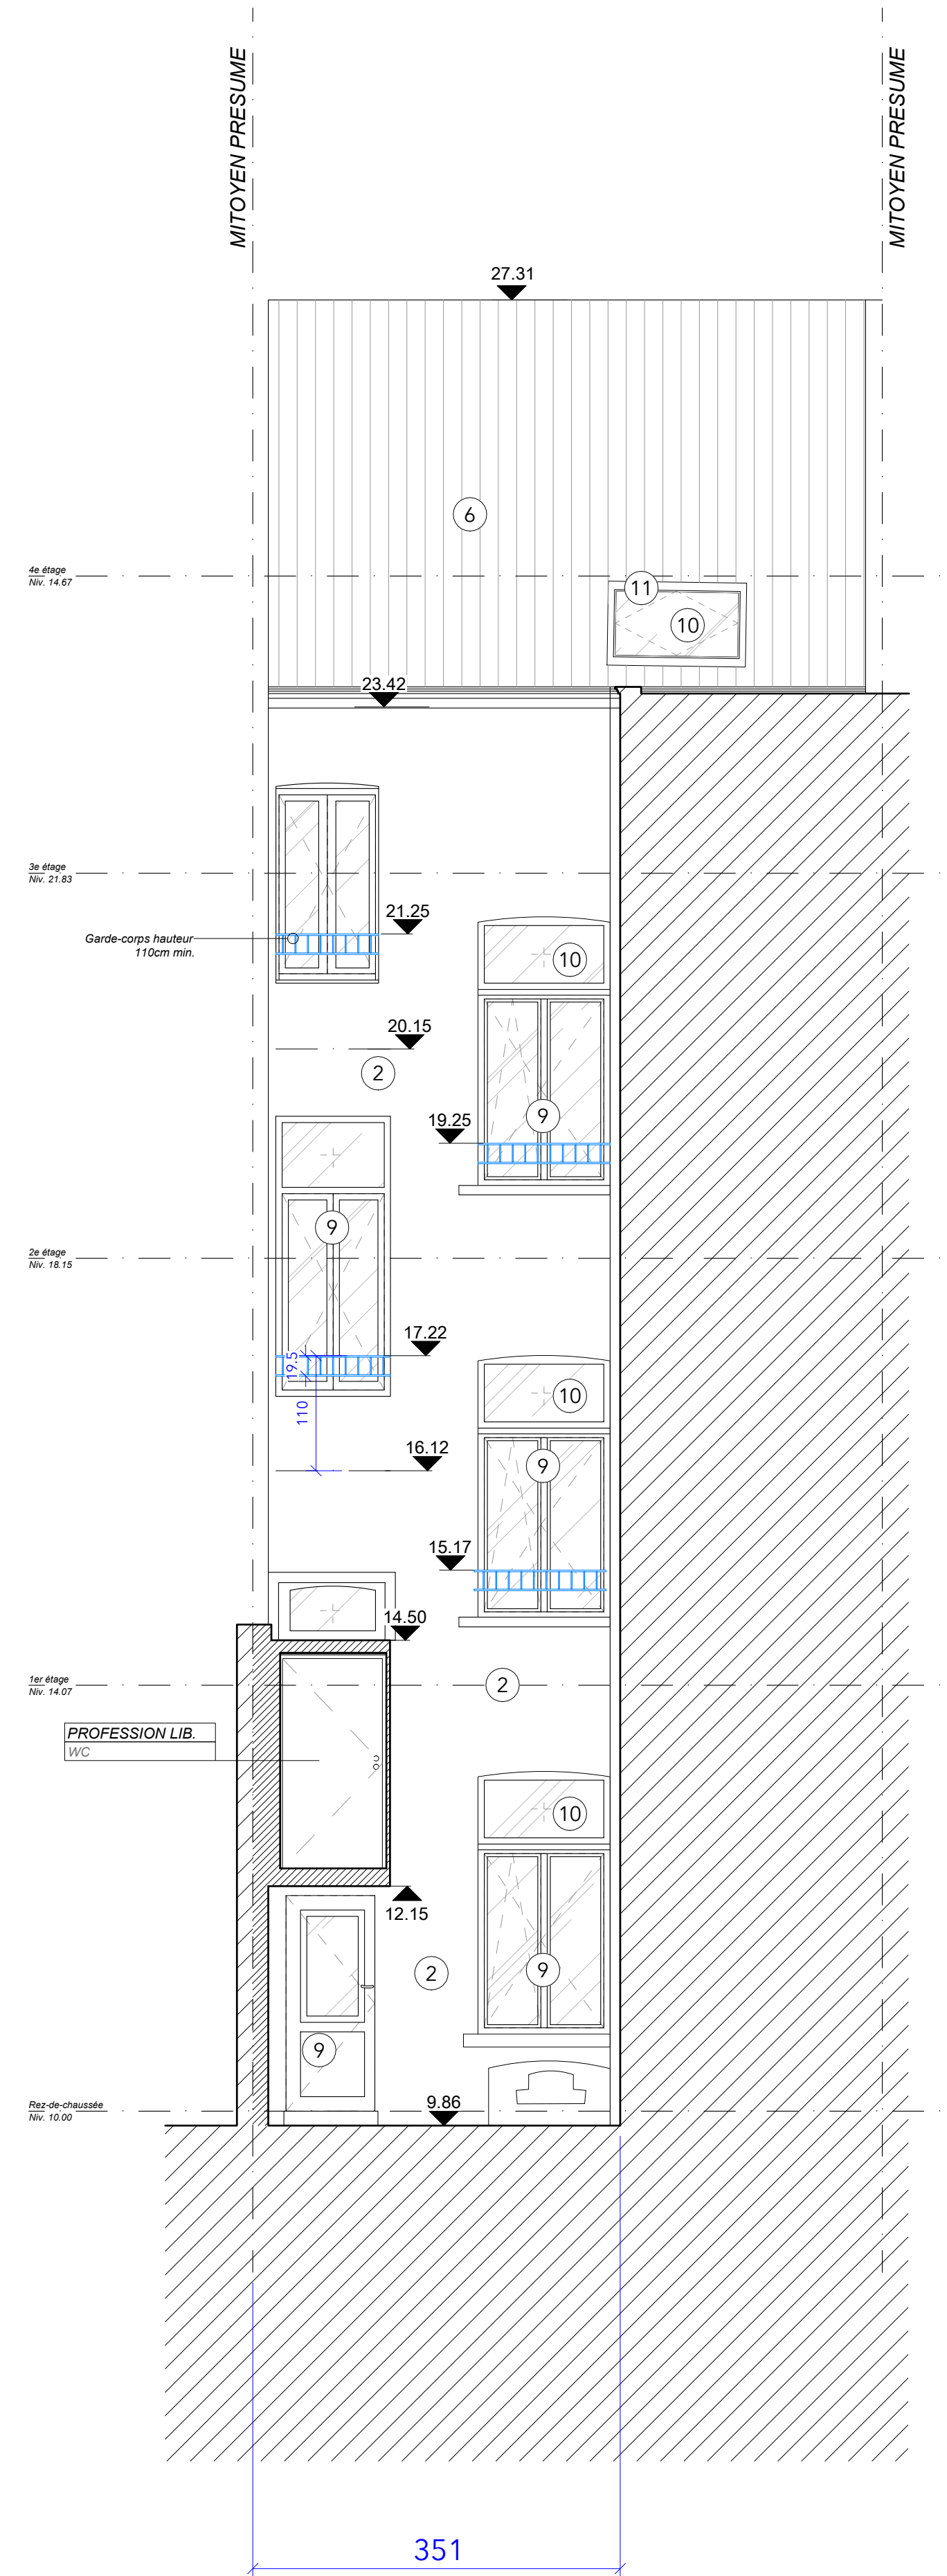 MITOYEN PRESUME
MITOYEN PRESUME
27.31
6
4e étage
Niv. 14.67
11
10
23.42
3e étage
Niv. 21.83
21.25
Garde-corps hauteur
110cm min.
10
20.15
2
9
19.25
9
2e étage
Niv. 18.15
17.22
19.5
10
110
16.12
9
15.17
14.50
1er étage
Niv. 14.07
2
PROFESSION LIB.
WC
10
12.15
2
9
9
9.86
Rez-de-chaussée
Niv. 10.00
351